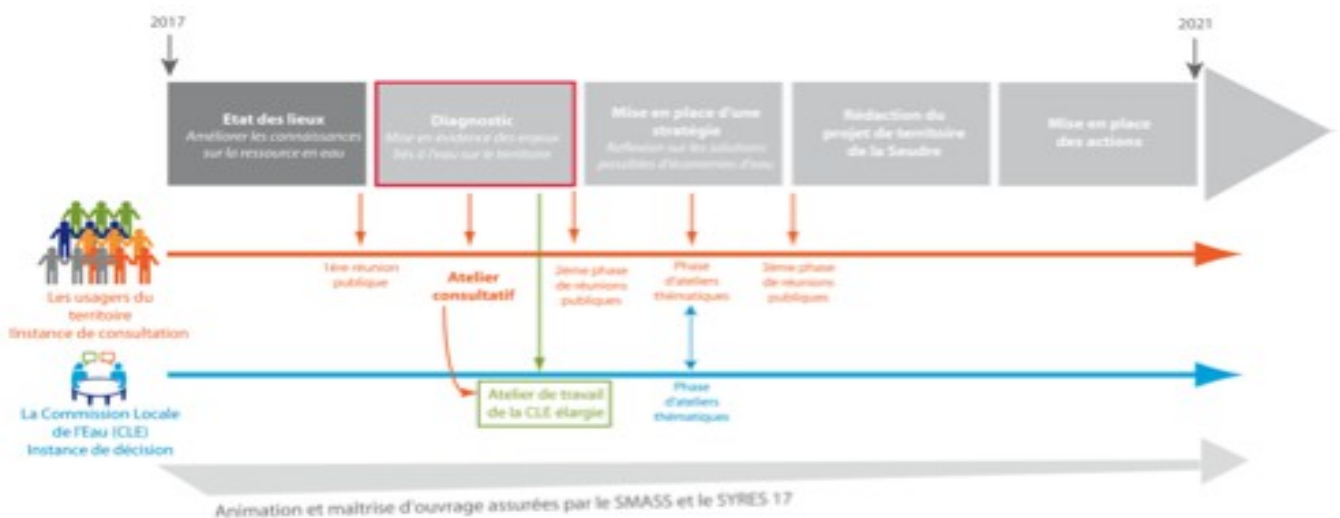 2017
2021
Etat des lieux
Améliorer les connaissances
sur la ressource en eau
Diagnostic
Mise en évidence des enjeux
liés à l'eau sur le territoire
Mise en place d'une
stratégie
Réflexion sur les solutions
possibles d'économies d'eau
Rédaction du
projet de territoire
de la Seudre
Mise en place
des actions
Les usagers du
territoire
Instance de consultation
1ère réunion
publique
Atelier
consultatif
2ème phase
de réunions
publiques
Phase
d'ateliers
thématiques
3ème phase
de réunions
publiques
La Commission Locale
de l'Eau (CLE)
Instance de décision
Atelier de travail
de la CLE élargie
Phase
d'ateliers
thématiques
Animation et maîtrise d'ouvrage assurées par le SMASS et le SYRES 17